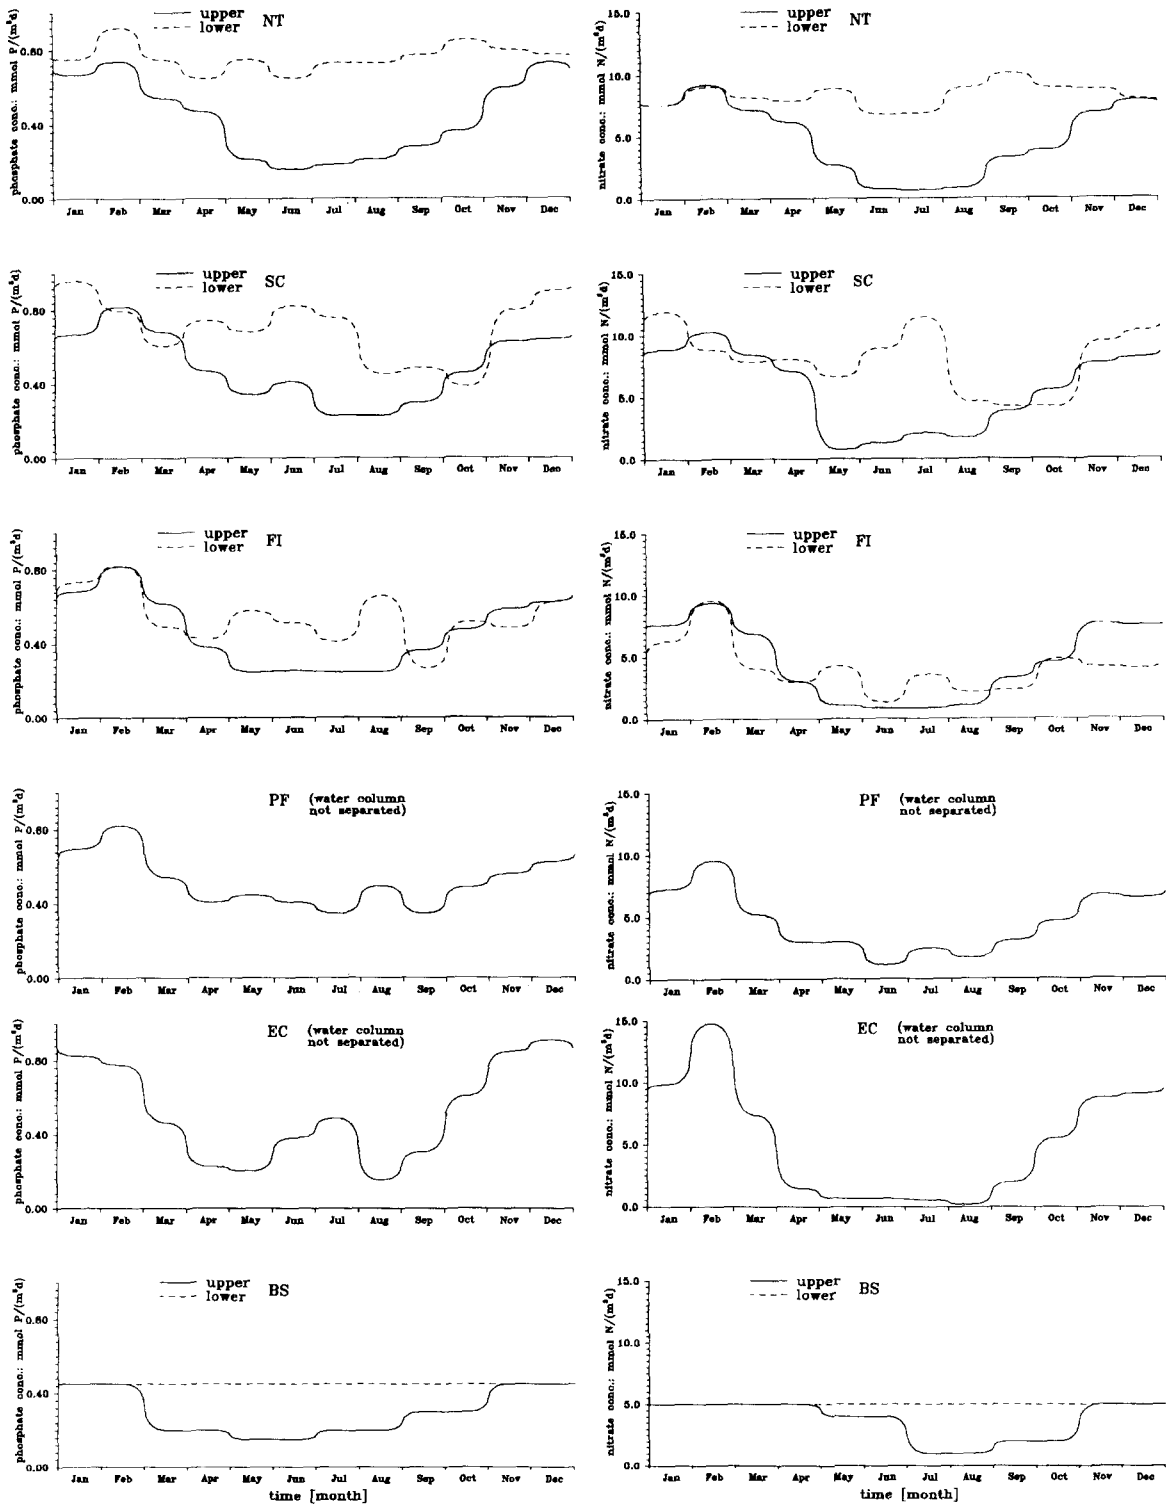 phosphate conc.: mmol P/(m³d)
upper
lower
NT
0.80
0.40
0.00
Jan Feb Mar Apr May Jun Jul Aug Sep Oct Nov Dec
nitrate conc.: mmol N/(m³d)
upper
lower
NT
15.0
10.0
5.0
0.0
Jan Feb Mar Apr May Jun Jul Aug Sep Oct Nov Dec
phosphate conc.: mmol P/(m³d)
upper
lower
SC
0.80
0.40
0.00
Jan Feb Mar Apr May Jun Jul Aug Sep Oct Nov Dec
nitrate conc.: mmol N/(m³d)
upper
lower
SC
15.0
10.0
5.0
0.0
Jan Feb Mar Apr May Jun Jul Aug Sep Oct Nov Dec
phosphate conc.: mmol P/(m³d)
upper
lower
FI
0.80
0.40
0.00
Jan Feb Mar Apr May Jun Jul Aug Sep Oct Nov Dec
nitrate conc.: mmol N/(m³d)
upper
lower
FI
15.0
10.0
5.0
0.0
Jan Feb Mar Apr May Jun Jul Aug Sep Oct Nov Dec
phosphate conc.: mmol P/(m³d)
PF (water column
not separated)
0.80
0.40
0.00
Jan Feb Mar Apr May Jun Jul Aug Sep Oct Nov Dec
nitrate conc.: mmol N/(m³d)
PF (water column
not separated)
15.0
10.0
5.0
0.0
Jan Feb Mar Apr May Jun Jul Aug Sep Oct Nov Dec
phosphate conc.: mmol P/(m³d)
EC (water column
not separated)
0.80
0.40
0.00
Jan Feb Mar Apr May Jun Jul Aug Sep Oct Nov Dec
nitrate conc.: mmol N/(m³d)
EC (water column
not separated)
15.0
10.0
5.0
0.0
Jan Feb Mar Apr May Jun Jul Aug Sep Oct Nov Dec
phosphate conc.: mmol P/(m³d)
upper
lower
BS
0.80
0.40
0.00
Jan Feb Mar Apr May Jun Jul Aug Sep Oct Nov Dec
time [month]
nitrate conc.: mmol N/(m³d)
upper
lower
BS
15.0
10.0
5.0
0.0
Jan Feb Mar Apr May Jun Jul Aug Sep Oct Nov Dec
time [month]